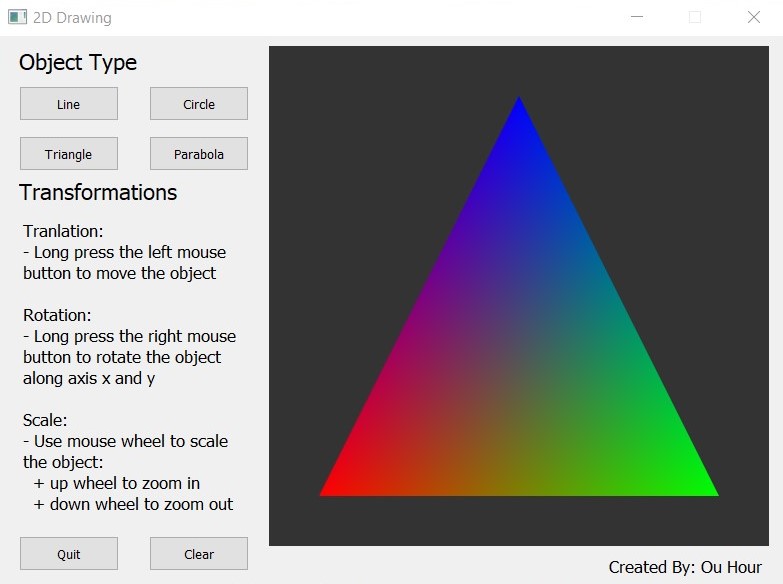 2D Drawing
Object Type
Line
Circle
Triangle
Parabola
Transformations
Tranlation:
- Long press the left mouse
button to move the object
Rotation:
- Long press the right mouse
button to rotate the object
along axis x and y
Scale:
- Use mouse wheel to scale
the object:
+ up wheel to zoom in
+ down wheel to zoom out
Quit
Clear
Created By: Ou Hour